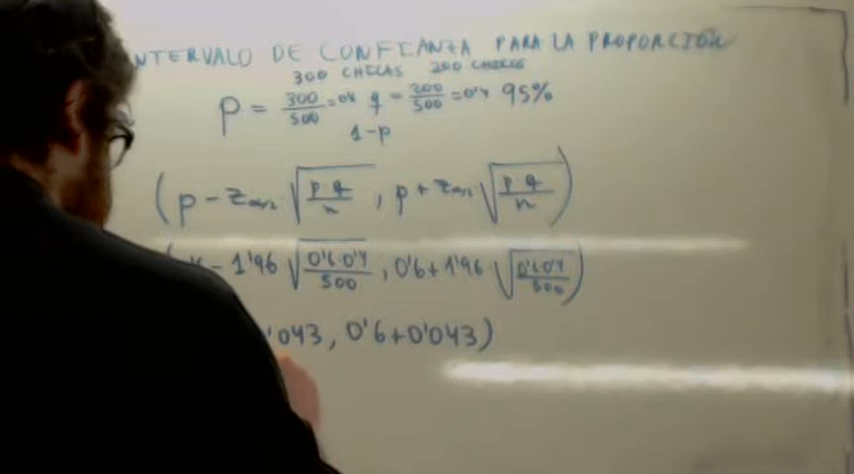 NTERVALO DE CONFIANZA PARA LA PROPORCIÓN
300 CHICAS 200 CHICOS
p = 300/500 = 0'6 q = 200/500 = 0'4 95%
1-p
(p - zα/2 √(p q/n), p + zα/2 √(p q/n))
- 1'96 √(0'6·0'4/500), 0'6 + 1'96 √(0'6·0'4/500))
'043, 0'6+0'043)